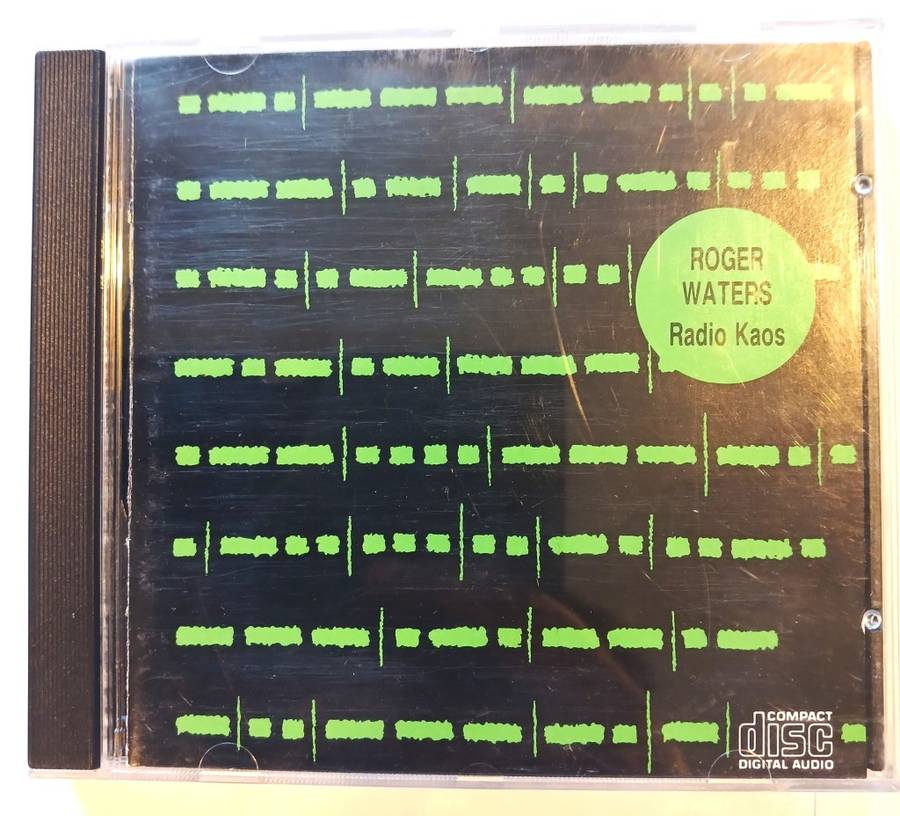 ROGER
WATERS
Radio Kaos
COMPACT
disc
DIGITAL AUDIO